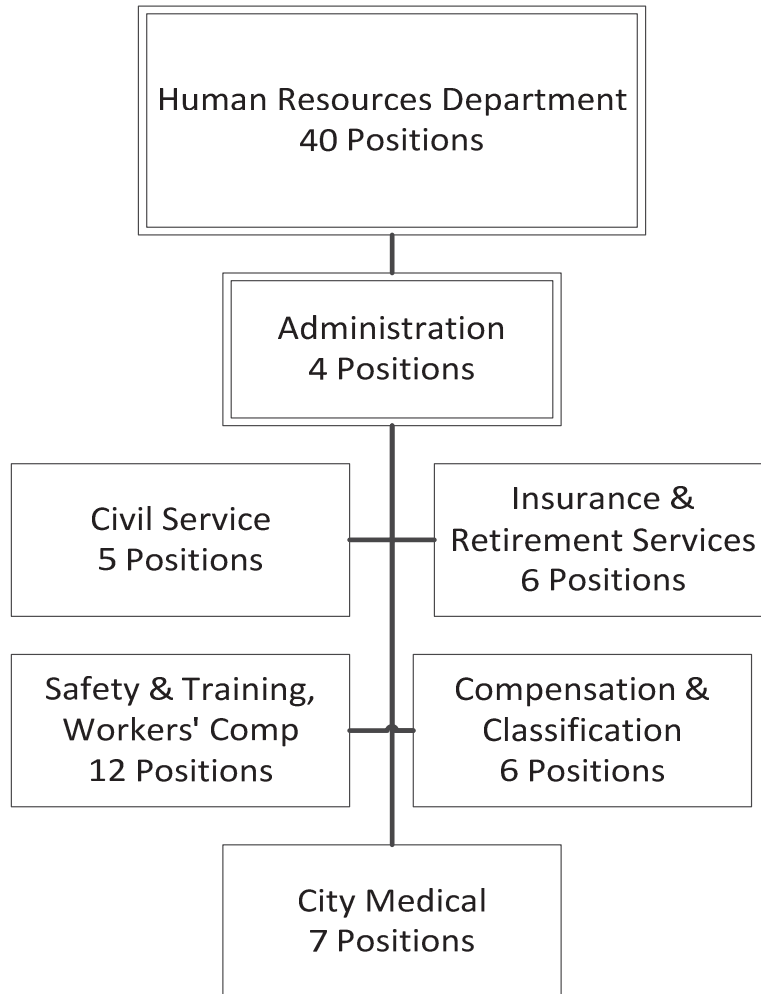 Human Resources Department
40 Positions
Administration
4 Positions
Civil Service
5 Positions
Insurance &
Retirement Services
6 Positions
Safety & Training,
Workers' Comp
12 Positions
Compensation &
Classification
6 Positions
City Medical
7 Positions